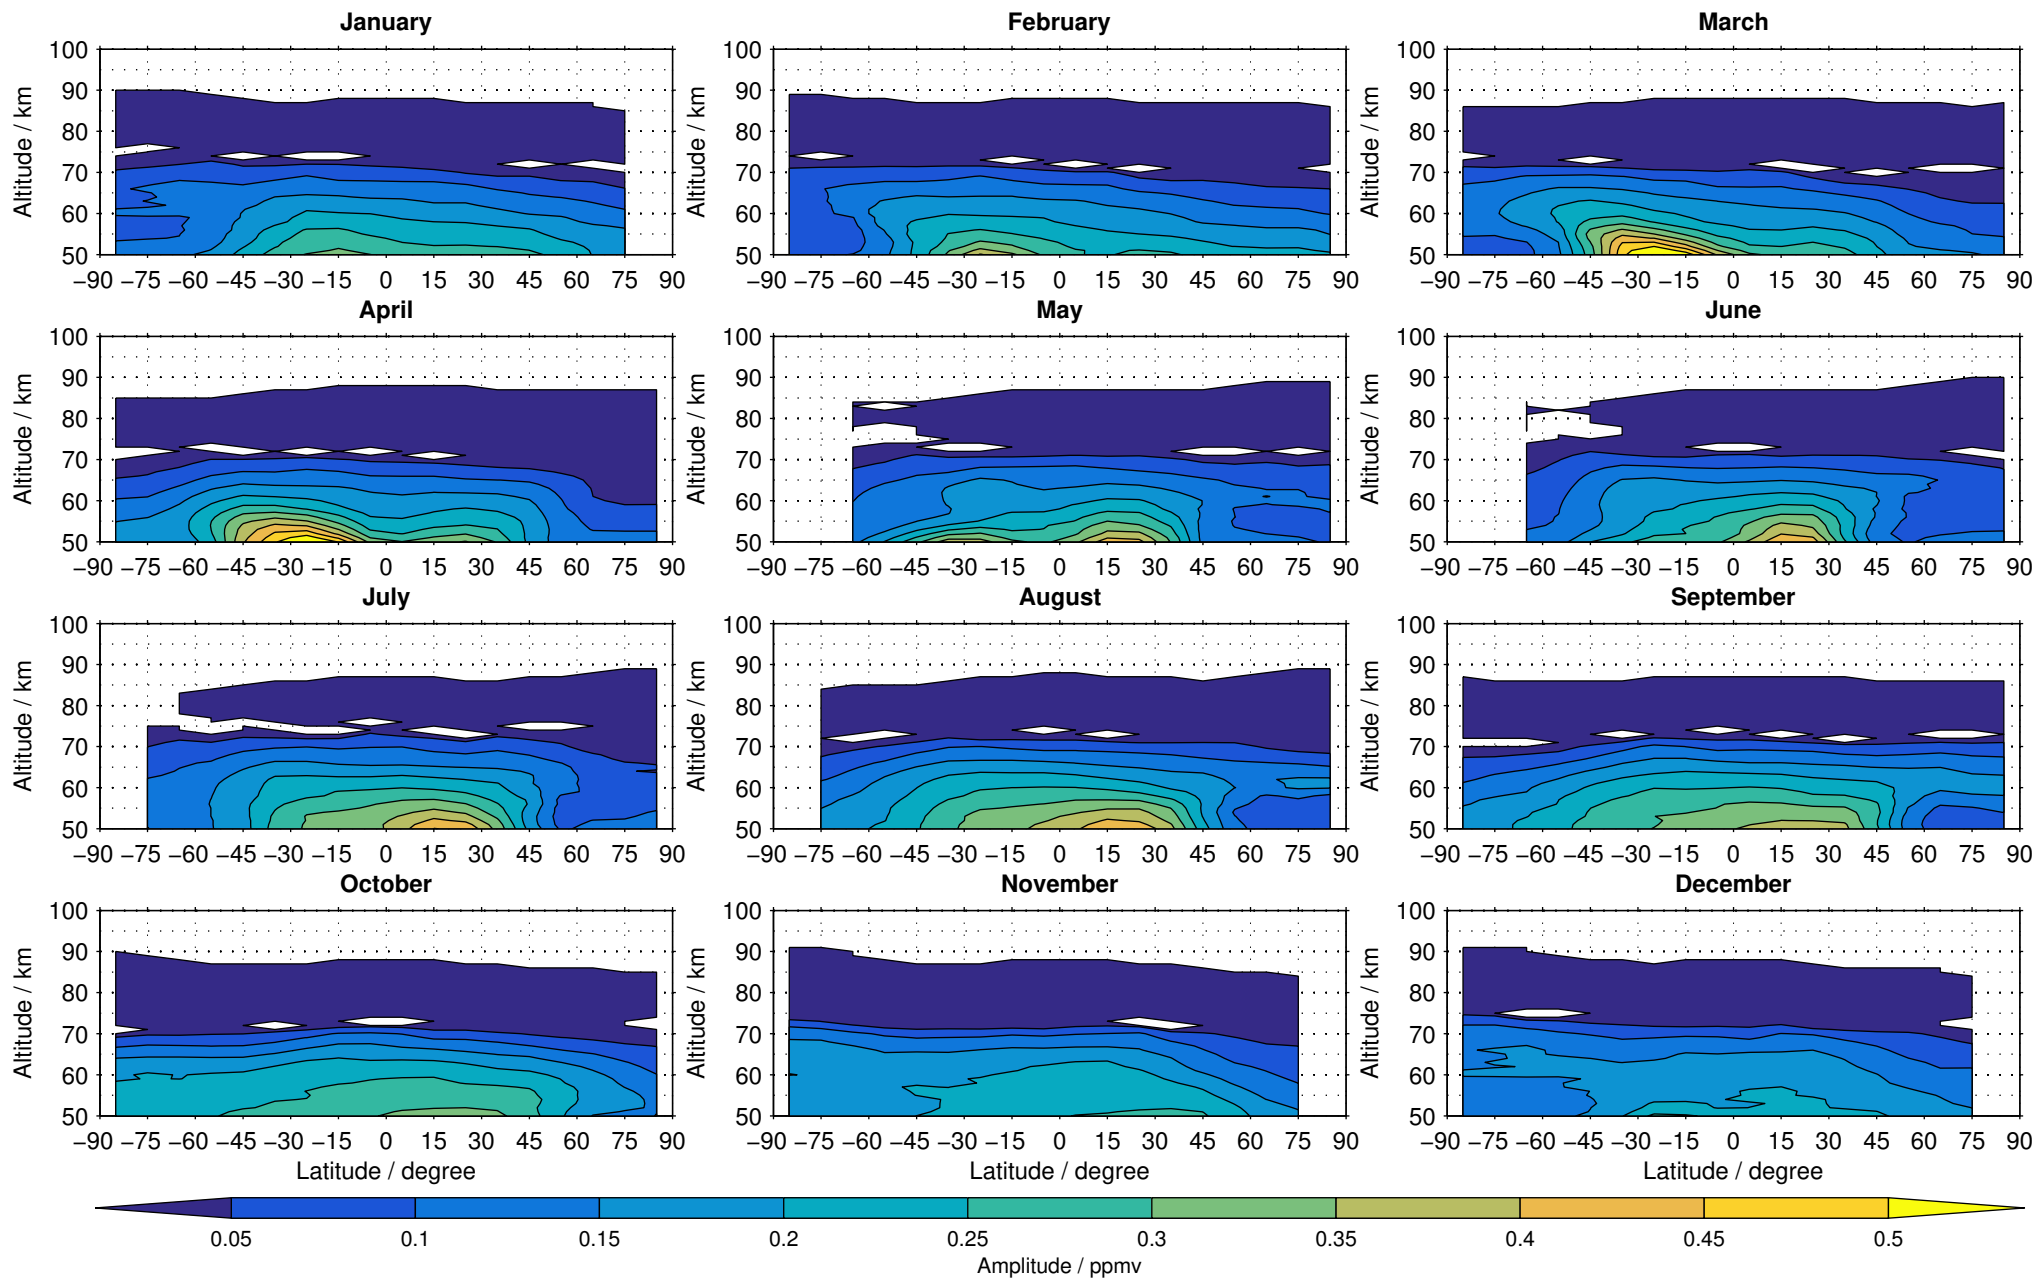 January February March
100 100 100
90 90 90
80 80 80
70 70 70
60 60 60
50 50 50
Altitude / km Altitude / km Altitude / km
−90 −75 −60 −45 −30 −15 0 15 30 45 60 75 90 −90 −75 −60 −45 −30 −15 0 15 30 45 60 75 90 −90 −75 −60 −45 −30 −15 0 15 30 45 60 75 90
April May June
100 100 100
90 90 90
80 80 80
70 70 70
60 60 60
50 50 50
Altitude / km Altitude / km Altitude / km
−90 −75 −60 −45 −30 −15 0 15 30 45 60 75 90 −90 −75 −60 −45 −30 −15 0 15 30 45 60 75 90 −90 −75 −60 −45 −30 −15 0 15 30 45 60 75 90
July August September
100 100 100
90 90 90
80 80 80
70 70 70
60 60 60
50 50 50
Altitude / km Altitude / km Altitude / km
−90 −75 −60 −45 −30 −15 0 15 30 45 60 75 90 −90 −75 −60 −45 −30 −15 0 15 30 45 60 75 90 −90 −75 −60 −45 −30 −15 0 15 30 45 60 75 90
October November December
100 100 100
90 90 90
80 80 80
70 70 70
60 60 60
50 50 50
Altitude / km Altitude / km Altitude / km
−90 −75 −60 −45 −30 −15 0 15 30 45 60 75 90 −90 −75 −60 −45 −30 −15 0 15 30 45 60 75 90 −90 −75 −60 −45 −30 −15 0 15 30 45 60 75 90
Latitude / degree Latitude / degree Latitude / degree
0.05 0.1 0.15 0.2 0.25 0.3 0.35 0.4 0.45 0.5
Amplitude / ppmv